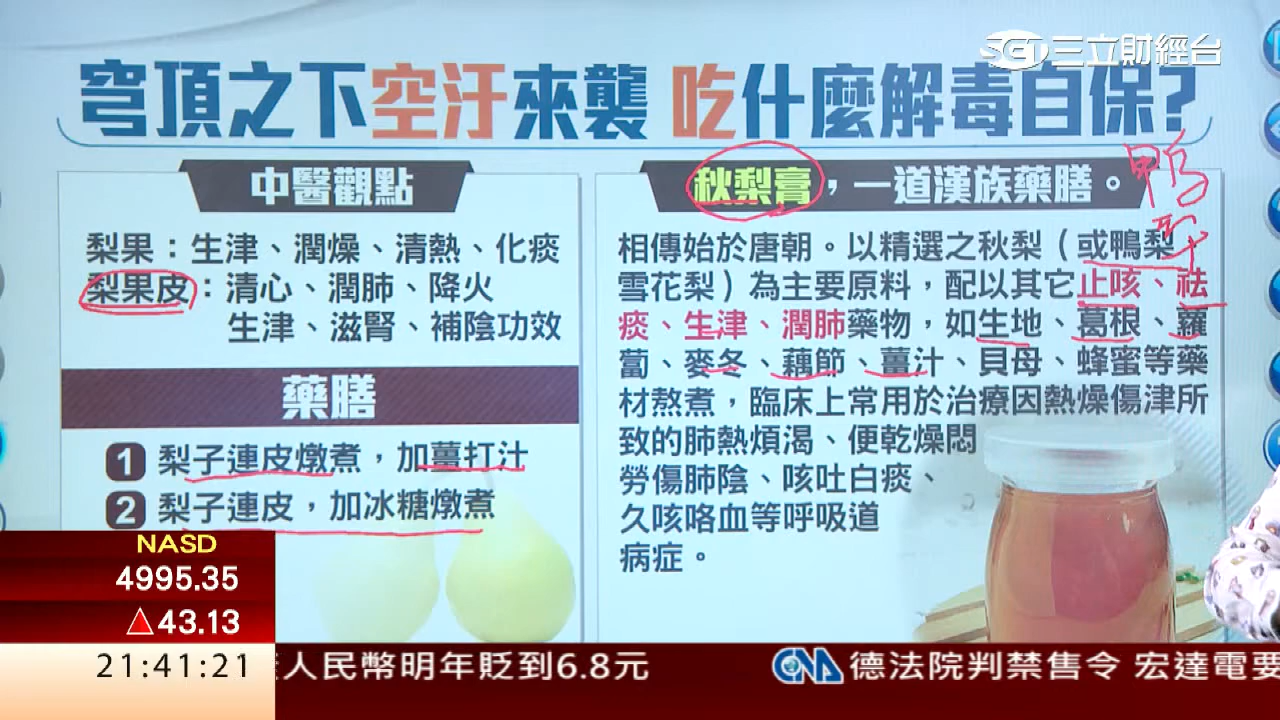 SET 三立財經台
穹頂之下空汙來襲 吃什麼解毒自保?
中醫觀點
梨果：生津、潤燥、清熱、化痰
梨果皮：清心、潤肺、降火
生津、滋腎、補陰功效
藥膳
1 梨子連皮燉煮，加薑打汁
2 梨子連皮，加冰糖燉煮
秋梨膏，一道漢族藥膳。
鴨
梨
相傳始於唐朝。以精選之秋梨（或鴨梨
雪花梨）為主要原料，配以其它止咳、祛
痰、生津、潤肺藥物，如生地、葛根、蘿
蔔、麥冬、藕節、薑汁、貝母、蜂蜜等藥
材熬煮，臨床上常用於治療因熱燥傷津所
致的肺熱煩渴、便乾燥悶
勞傷肺陰、咳吐白痰、
久咳咯血等呼吸道
病症。
NASD
4995.35
△43.13
21:41:21
人民幣明年貶到6.8元
CNA 德法院判禁售令 宏達電要